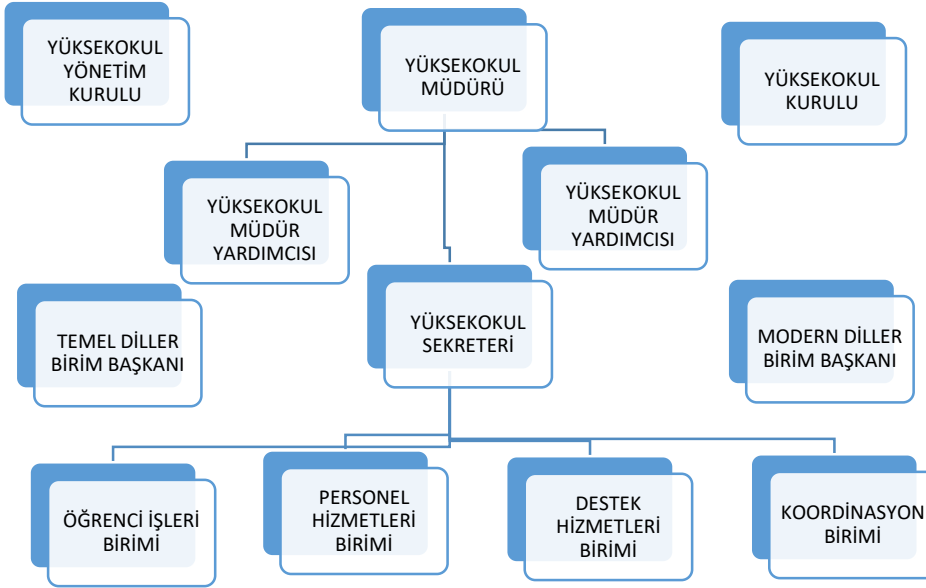 YÜKSEKOKUL
YÖNETİM
KURULU
YÜKSEKOKUL
MÜDÜRÜ
YÜKSEKOKUL
KURULU
YÜKSEKOKUL
MÜDÜR
YARDIMCISI
YÜKSEKOKUL
MÜDÜR
YARDIMCISI
TEMEL DİLLER
BİRİM BAŞKANI
YÜKSEKOKUL
SEKRETERİ
MODERN DİLLER
BİRİM BAŞKANI
ÖĞRENCİ İŞLERİ
BİRİMİ
PERSONEL
HİZMETLERİ
BİRİMİ
DESTEK
HİZMETLERİ
BİRİMİ
KOORDİNASYON
BİRİMİ